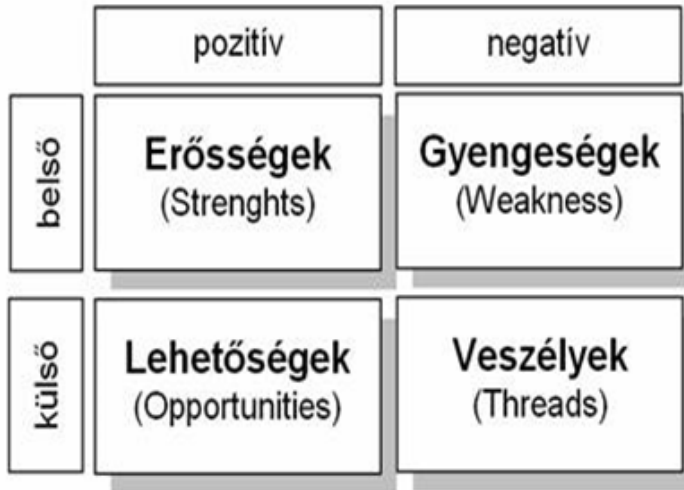 pozitív
negatív
belső
Erősségek
(Strenghts)
Gyengeségek
(Weakness)
külső
Lehetőségek
(Opportunities)
Veszélyek
(Threads)